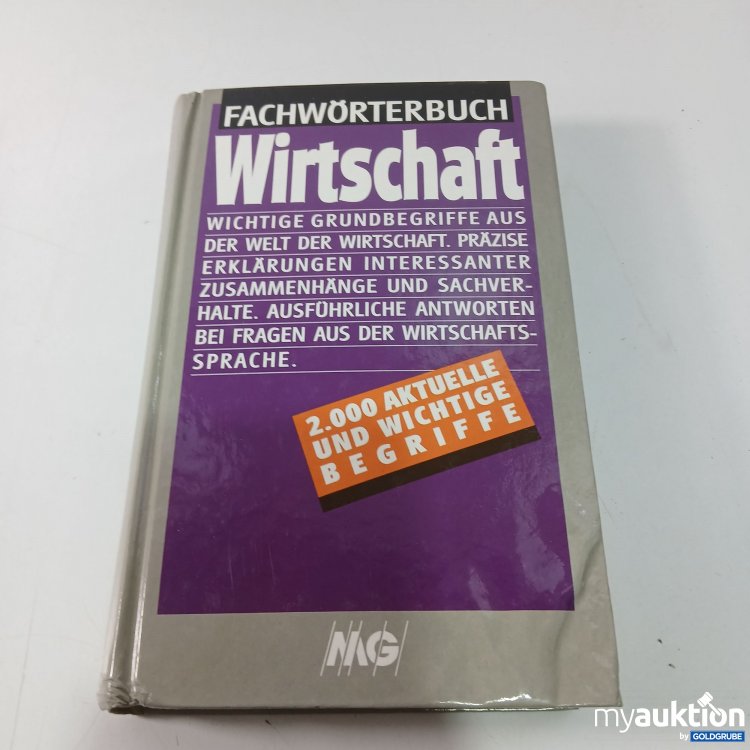 FACHWÖRTERBUCH
Wirtschaft
WICHTIGE GRUNDBEGRIFFE AUS
DER WELT DER WIRTSCHAFT. PRÄZISE
ERKLÄRUNGEN INTERESSANTER
ZUSAMMENHÄNGE UND SACHVER-
HALTE. AUSFÜHRLICHE ANTWORTEN
BEI FRAGEN AUS DER WIRTSCHAFTS-
SPRACHE.
2.000 AKTUELLE
UND WICHTIGE
BEGRIFFE
MG
myauktion
by GOLDGRUBE